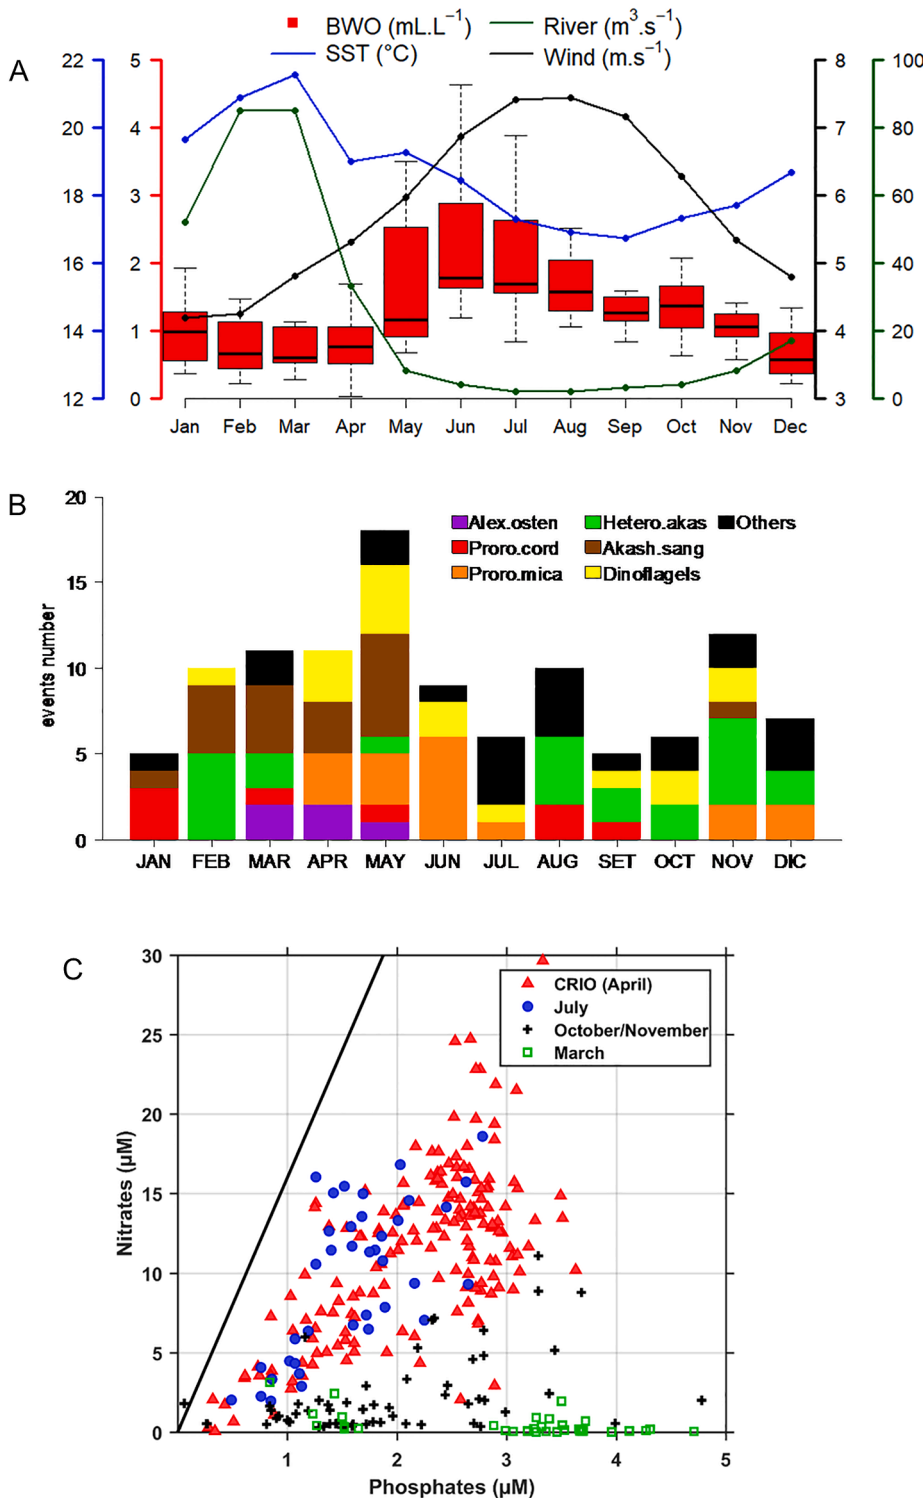 BWO (mL.L⁻¹) River (m³.s⁻¹)
SST (°C) Wind (m.s⁻¹)
A
22 5 8 100
20 4 7 80
18 3 6 60
16 2 5 40
14 1 4 20
12 0 3 0
Jan Feb Mar Apr May Jun Jul Aug Sep Oct Nov Dec
B
20
15
10
5
0
events number
Alex.osten Hetero.akas Others
Proro.cord Akash.sang
Proro.mica Dinoflagels
JAN FEB MAR APR MAY JUN JUL AUG SET OCT NOV DIC
C
30
25
20
15
10
5
0
Nitrates (µM)
CRIO (April)
July
October/November
March
1 2 3 4 5
Phosphates (µM)